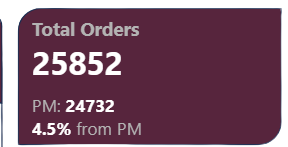 Total Orders
25852
PM: 24732
4.5% from PM